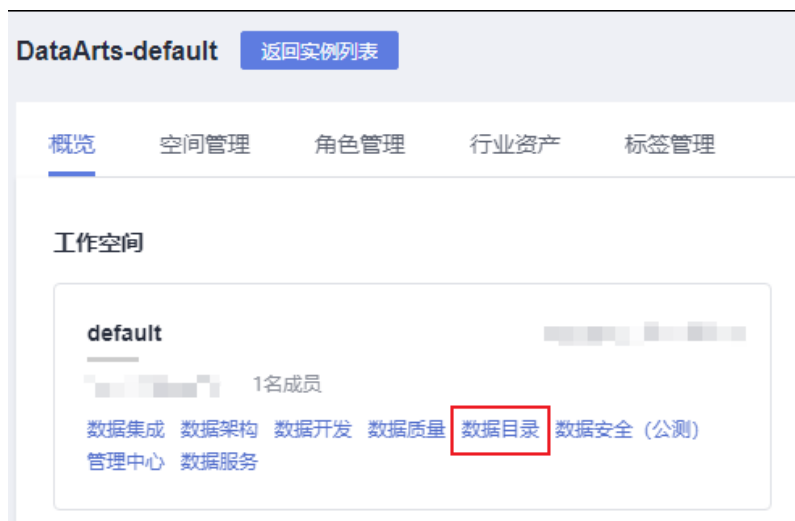 DataArts-default 返回实例列表
概览 空间管理 角色管理 行业资产 标签管理
工作空间
default
1名成员
数据集成 数据架构 数据开发 数据质量 数据目录 数据安全（公测）
管理中心 数据服务